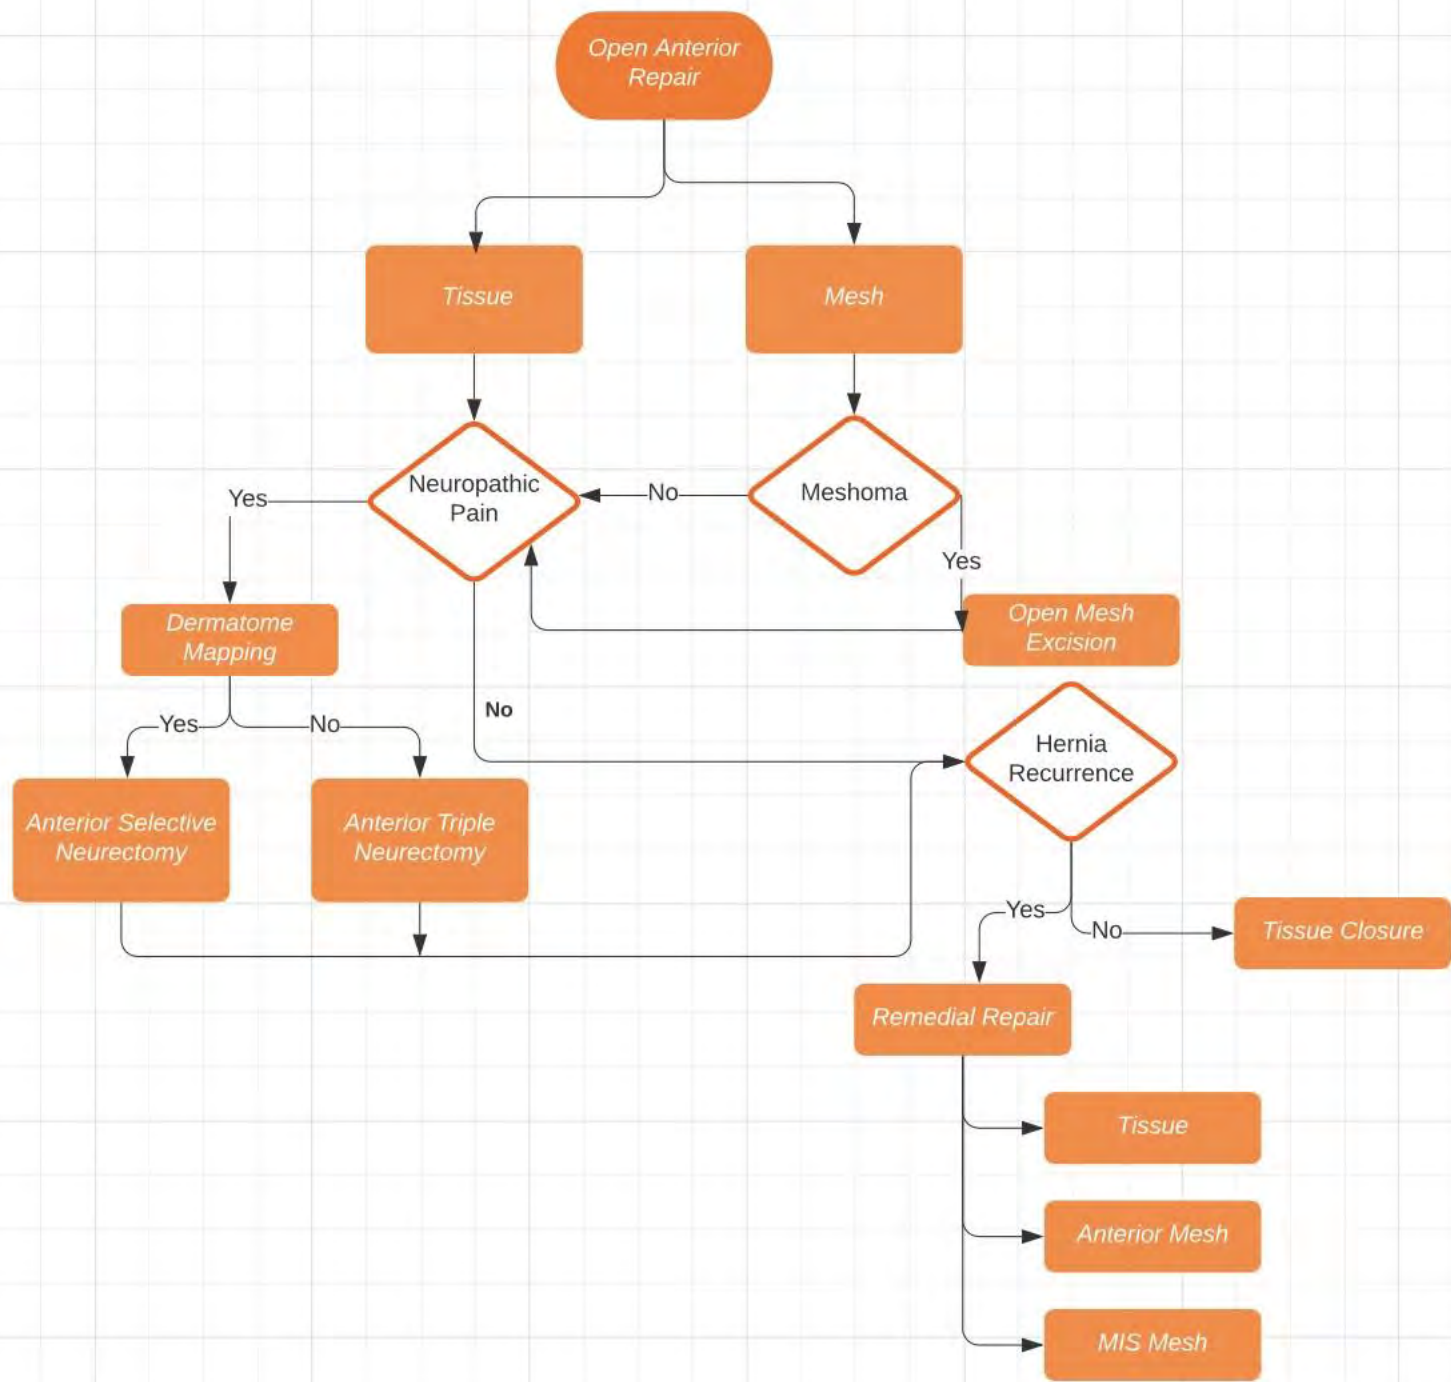 Open Anterior
Repair
Tissue
Mesh
Neuropathic
Pain
Meshoma
Yes
No
Yes
Dermatome
Mapping
Open Mesh
Excision
Yes
No
No
Hernia
Recurrence
Anterior Selective
Neurectomy
Anterior Triple
Neurectomy
Yes
No
Tissue Closure
Remedial Repair
Tissue
Anterior Mesh
MIS Mesh